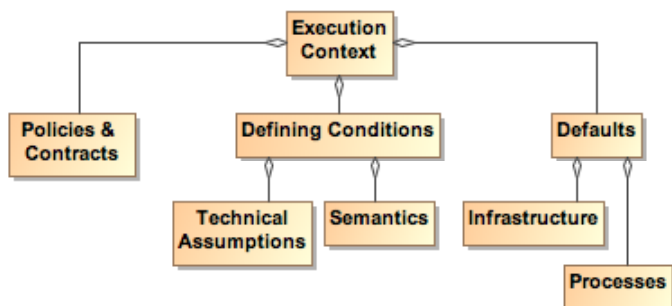 Execution
Context
Policies &
Contracts
Defining Conditions
Defaults
Technical
Assumptions
Semantics
Infrastructure
Processes